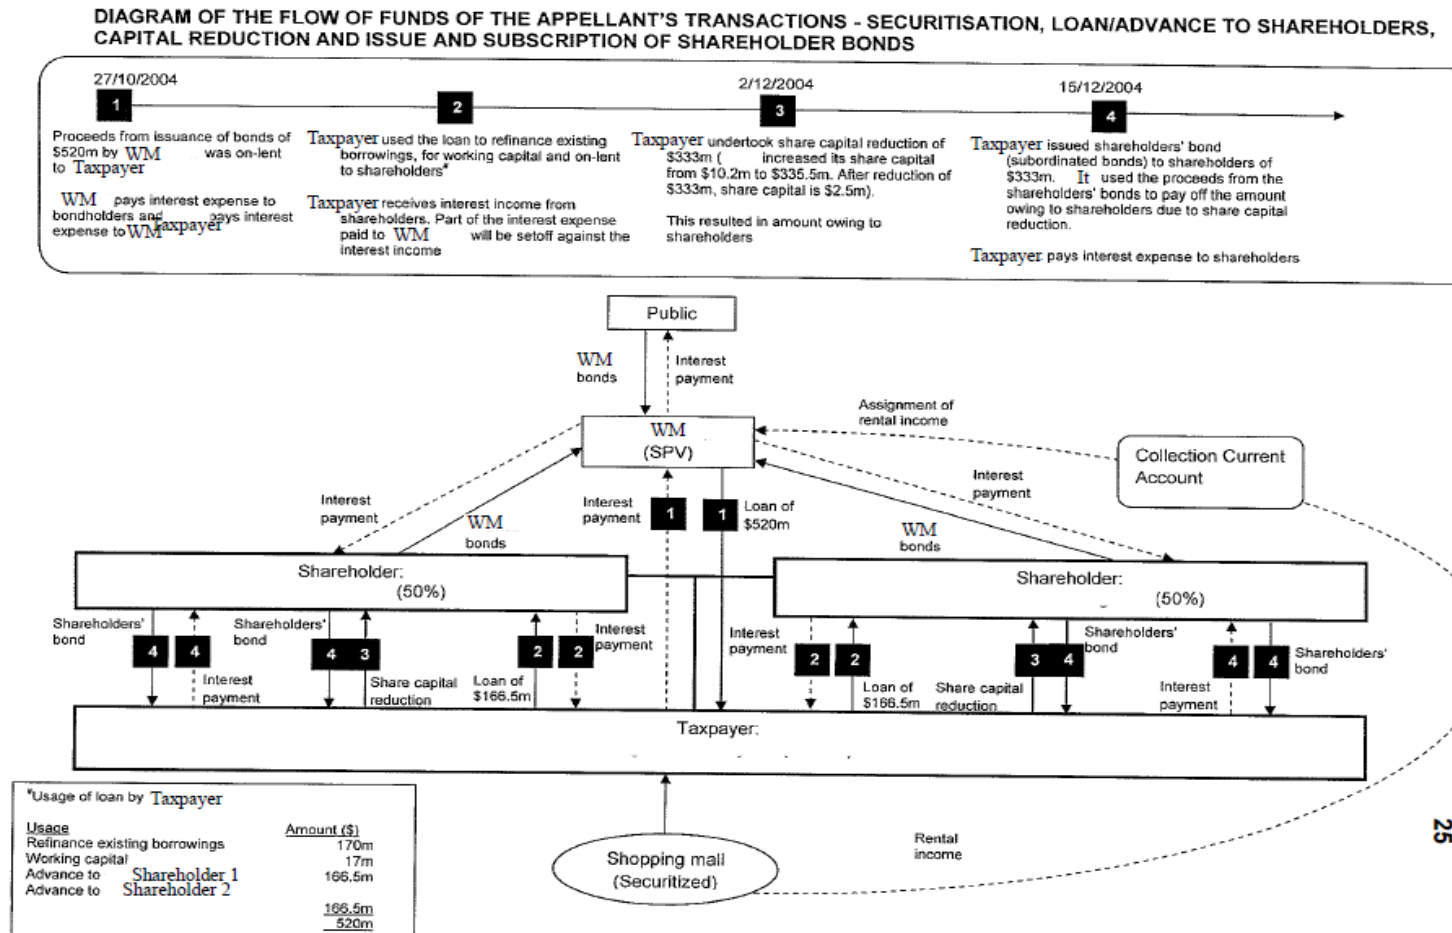 DIAGRAM OF THE FLOW OF FUNDS OF THE APPELLANT'S TRANSACTIONS - SECURITISATION, LOAN/ADVANCE TO SHAREHOLDERS,
CAPITAL REDUCTION AND ISSUE AND SUBSCRIPTION OF SHAREHOLDER BONDS
27/10/2004
1
Proceeds from issuance of bonds of
$520m by WM was on-lent
to Taxpayer
WM pays interest expense to
bondholders and Taxpayer pays interest
expense to WM
2
Taxpayer used the loan to refinance existing
borrowings, for working capital and on-lent
to shareholders#
Taxpayer receives interest income from
shareholders. Part of the interest expense
paid to WM will be setoff against the
interest income
2/12/2004
3
Taxpayer undertook share capital reduction of
$333m ( increased its share capital
from $10.2m to $335.5m. After reduction of
$333m, share capital is $2.5m).
This resulted in amount owing to
shareholders
15/12/2004
4
Taxpayer issued shareholders' bond
(subordinated bonds) to shareholders of
$333m. It used the proceeds from the
shareholders' bonds to pay off the amount
owing to shareholders due to share capital
reduction.
Taxpayer pays interest expense to shareholders
Public
WM
bonds
Interest
payment
WM
(SPV)
Assignment of
rental income
Collection Current
Account
Interest
payment
WM
bonds
Interest
payment
1
1
Loan of
$520m
WM
bonds
Interest
payment
Shareholder:
(50%)
Shareholder:
(50%)
Shareholders'
bond
4
4
Interest
payment
Shareholders'
bond
4
3
Share capital
reduction
2
Loan of
$166.5m
2
Interest
payment
Interest
payment
2
2
Loan of
$166.5m
3
4
Share capital
reduction
Shareholders'
bond
Interest
payment
4
4
Shareholders'
bond
Taxpayer:
Shopping mall
(Securitized)
Rental
income
#Usage of loan by Taxpayer
Usage Amount ($)
Refinance existing borrowings 170m
Working capital 17m
Advance to Shareholder 1 166.5m
Advance to Shareholder 2
166.5m
520m
25